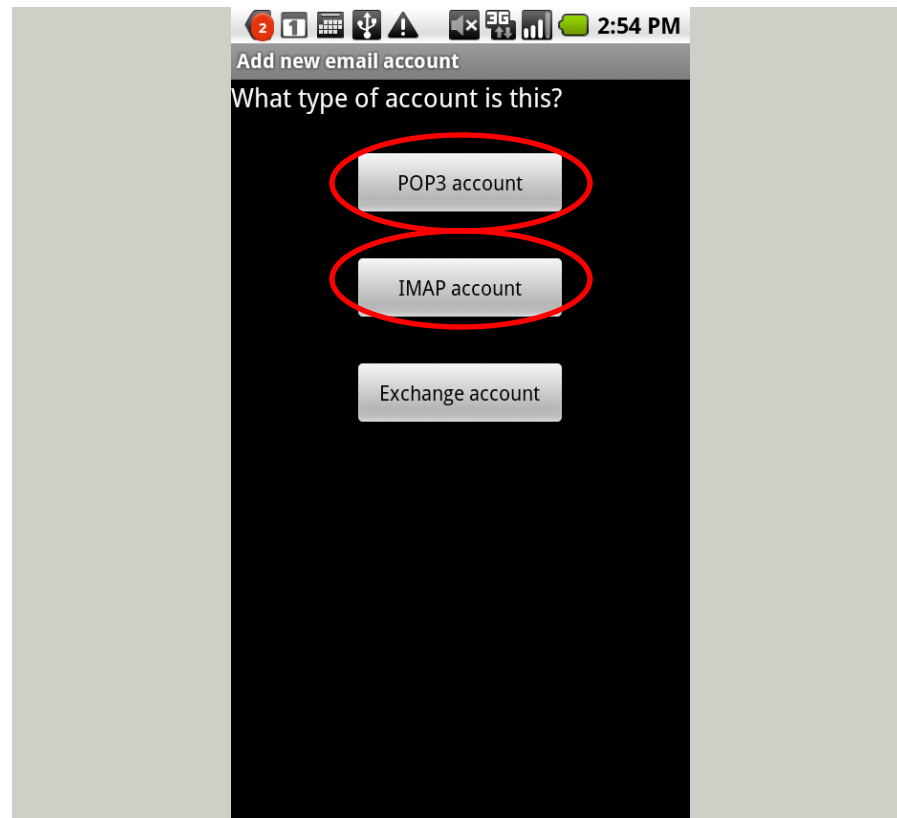 2 1 3G 2:54 PM
Add new email account
What type of account is this?
POP3 account
IMAP account
Exchange account